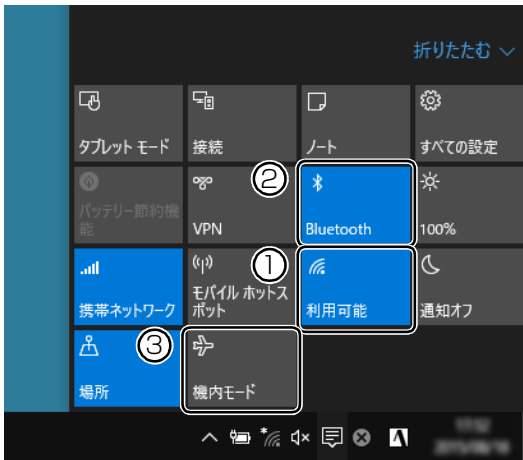 折りたたむ
タブレット モード
接続
ノート
すべての設定
バッテリー節約機
能
VPN
②
Bluetooth
100%
携帯ネットワーク
①
モバイル ホットス
ポット
利用可能
通知オフ
場所
③
機内モード